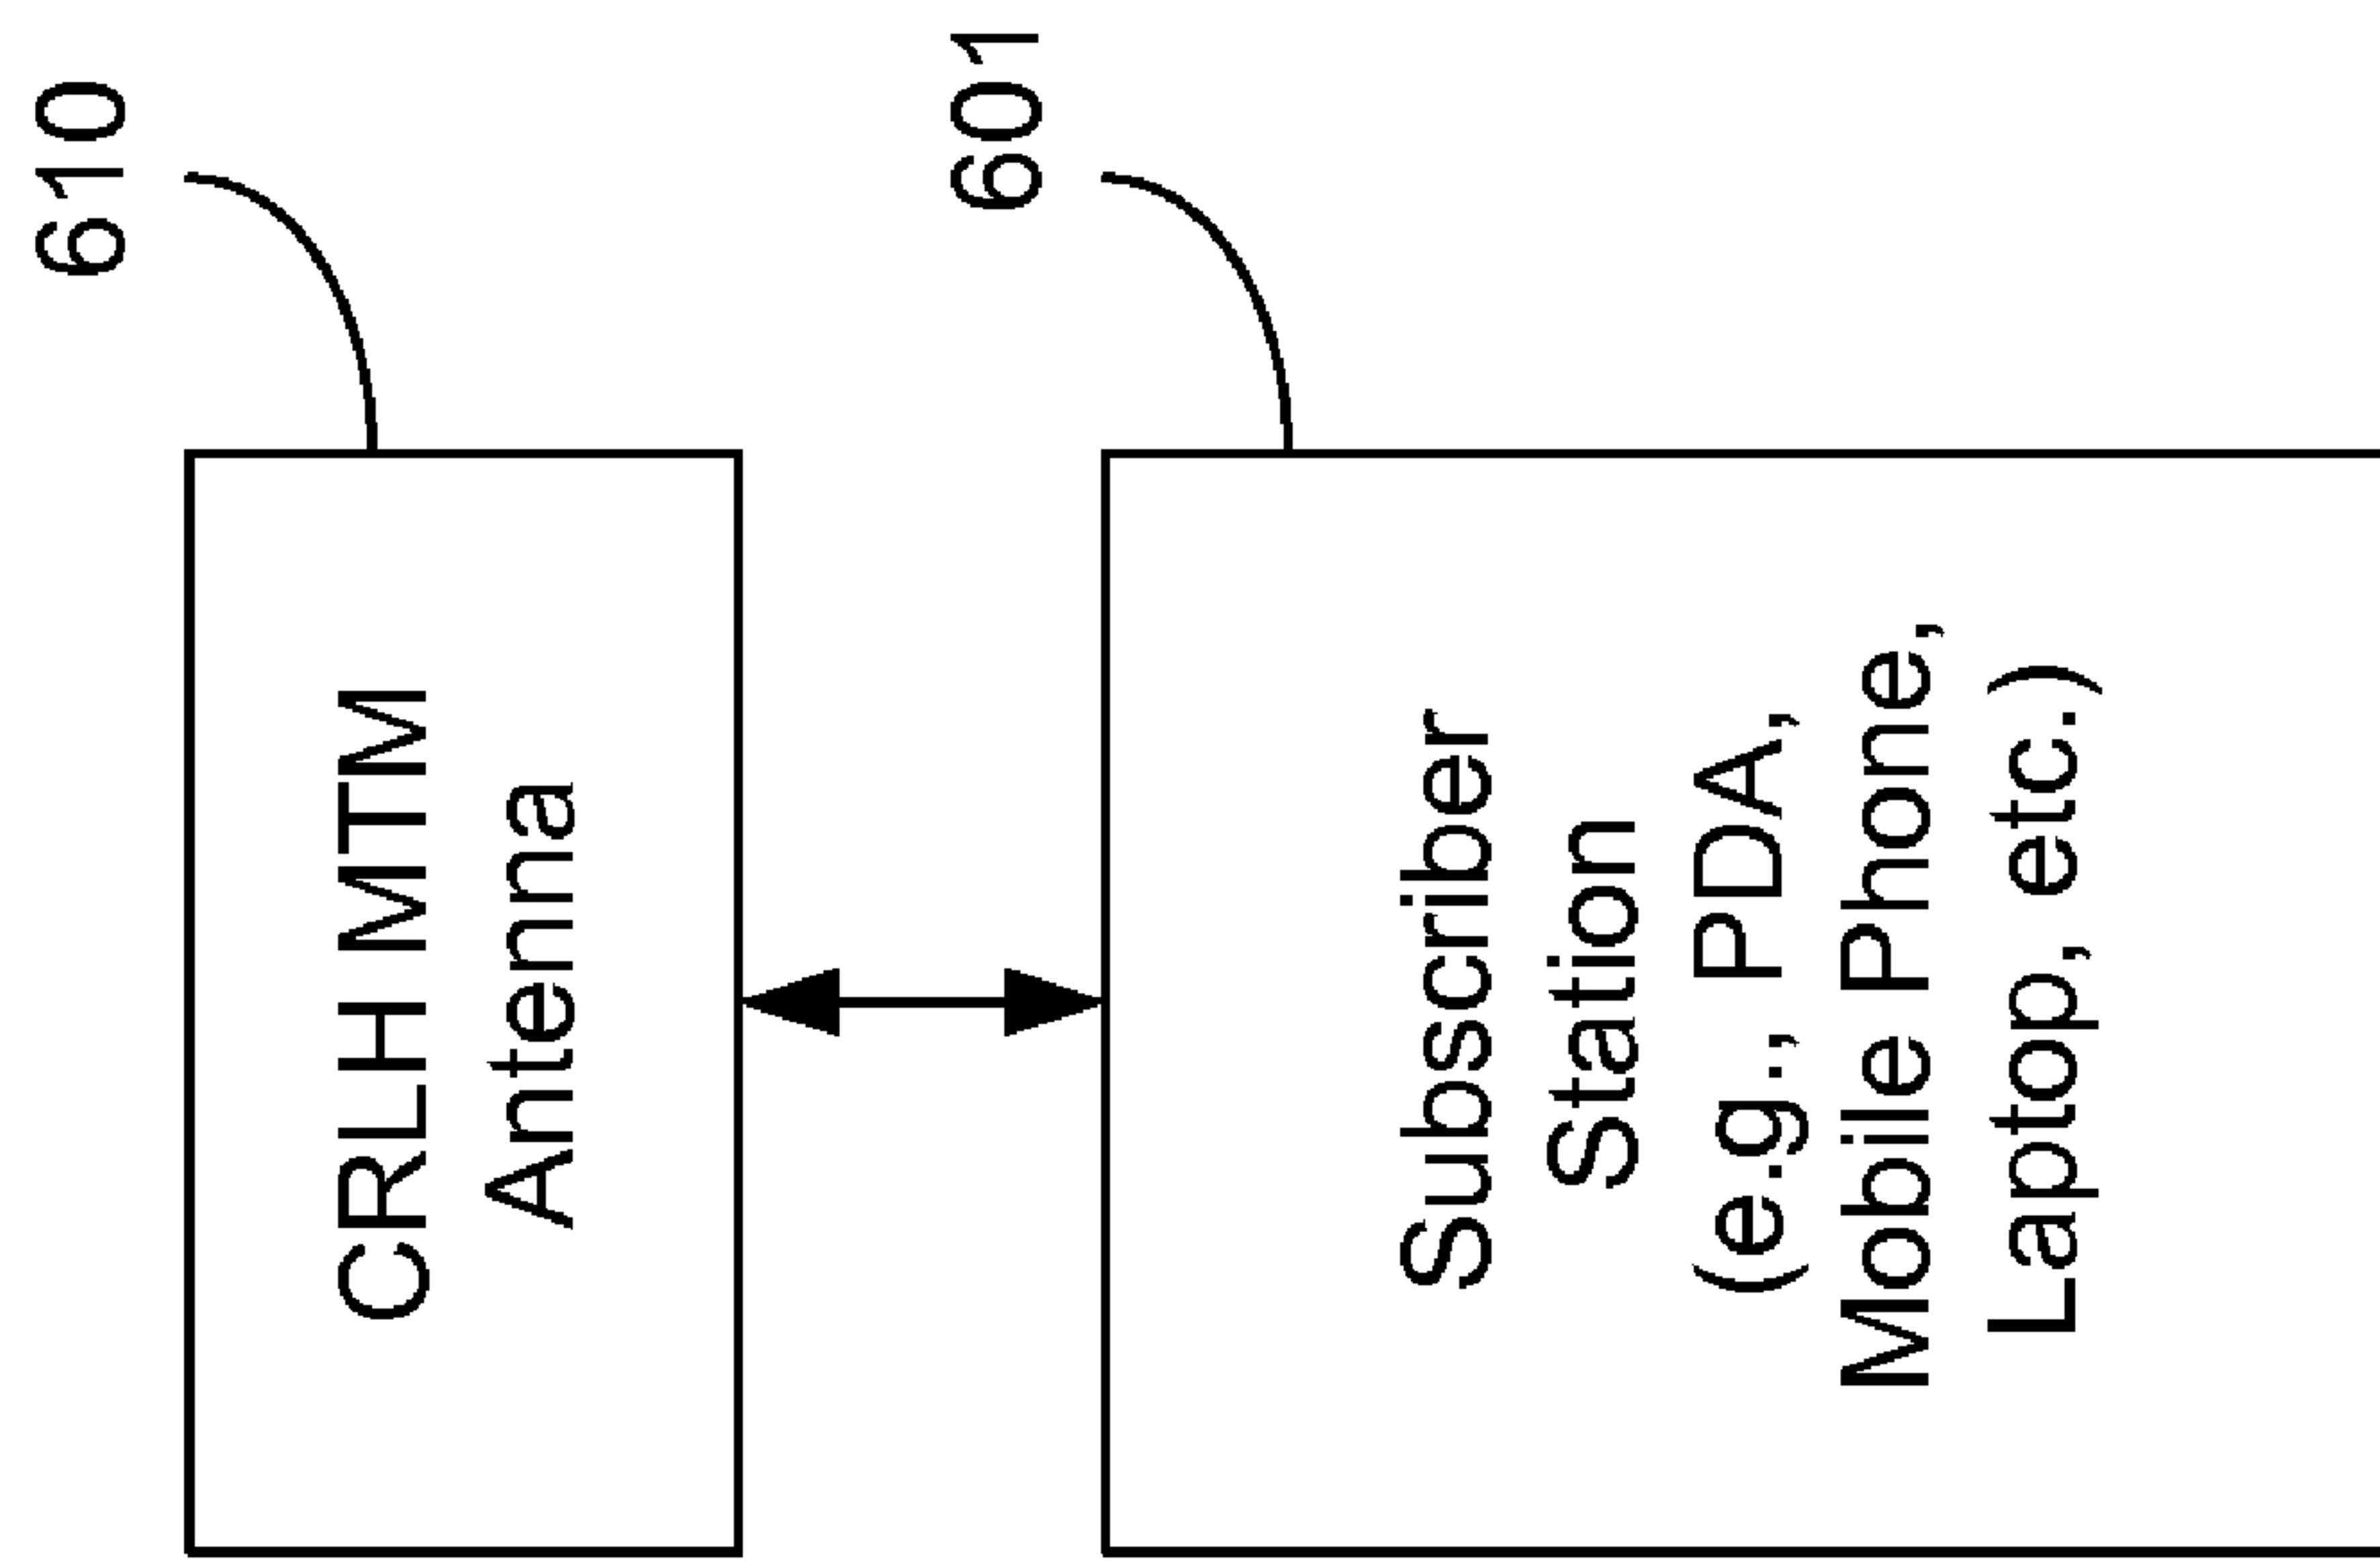 610
CRLH MTM
Antenna
601
Subscriber
Station
(e.g., PDA,
Mobile Phone,
Laptop, etc.)